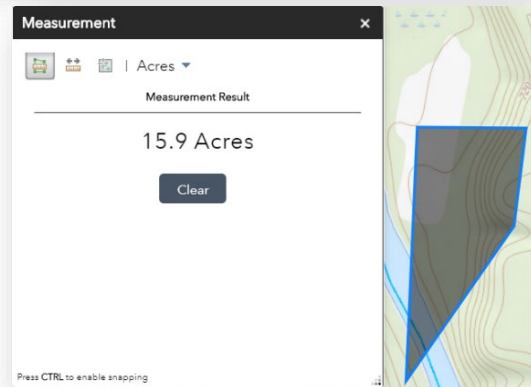 Measurement ×
| Acres
Measurement Result
15.9 Acres
Clear
Press CTRL to enable snapping